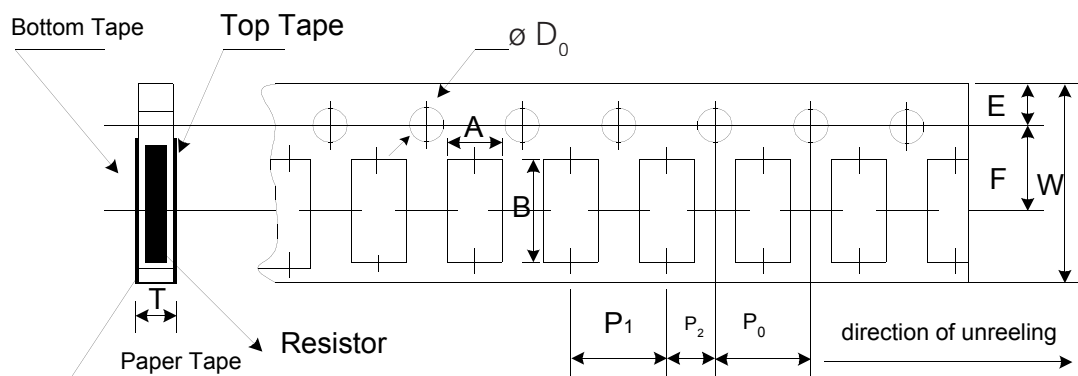 Bottom Tape
Top Tape
ø D₀
E
A
F
W
B
T
P₁
P₂
P₀
direction of unreeling
Resistor
Paper Tape